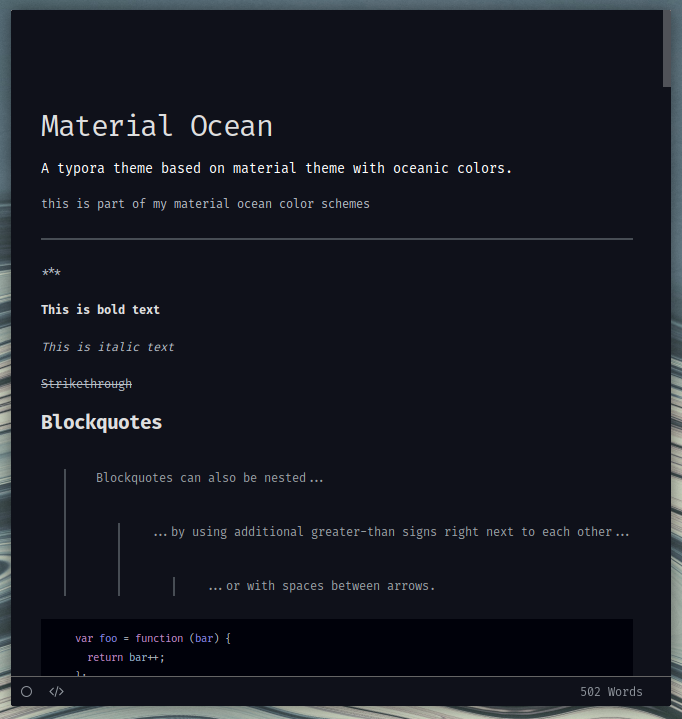 Material Ocean
A typora theme based on material theme with oceanic colors.
this is part of my material ocean color schemes
***
This is bold text
This is italic text
Strikethrough
Blockquotes
Blockquotes can also be nested...
...by using additional greater-than signs right next to each other...
...or with spaces between arrows.
var foo = function (bar) {
return bar++;
};
</> 502 Words